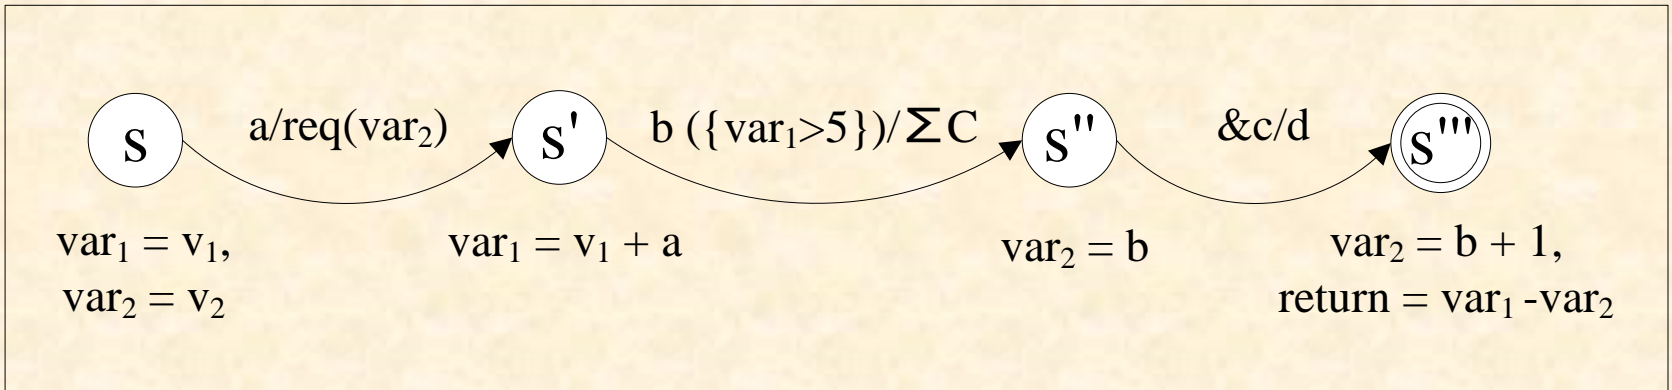 a/req(var₂) b ({var₁>5})/ΣC &c/d
s s' s'' s'''
var₁ = v₁, var₁ = v₁ + a var₂ = b var₂ = b + 1,
var₂ = v₂ return = var₁ -var₂